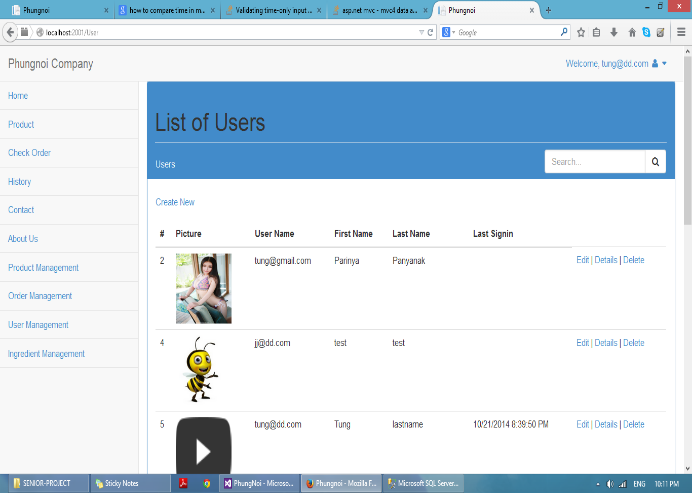 Phungnoi
how to compare time in m...
Validating time-only input ...
asp.net mvc - mvc4 data a...
Phungnoi
localhost:2001/User
Google
Phungnoi Company
Welcome, tung@dd.com
Home
Product
Check Order
History
Contact
About Us
Product Management
Order Management
User Management
Ingredient Management
List of Users
Users
Search...
Create New
# Picture User Name First Name Last Name Last Signin
2 tung@gmail.com Parinya Panyanak Edit | Details | Delete
4 jj@dd.com test test Edit | Details | Delete
5 tung@dd.com Tung lastname 10/21/2014 8:39:50 PM Edit | Details | Delete
SENIOR-PROJECT
Sticky Notes
PhungNoi - Microso...
Phungnoi - Mozilla F...
Microsoft SQL Server...
ENG
10:11 PM